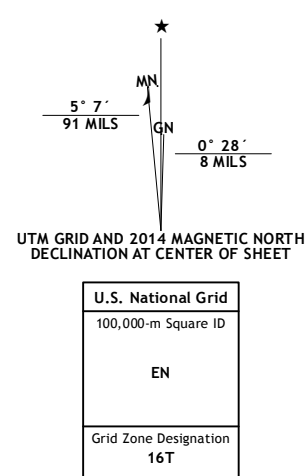 MN
5° 7´
91 MILS
GN
0° 28´
8 MILS
UTM GRID AND 2014 MAGNETIC NORTH
DECLINATION AT CENTER OF SHEET
U.S. National Grid
100,000-m Square ID
EN
Grid Zone Designation
16T